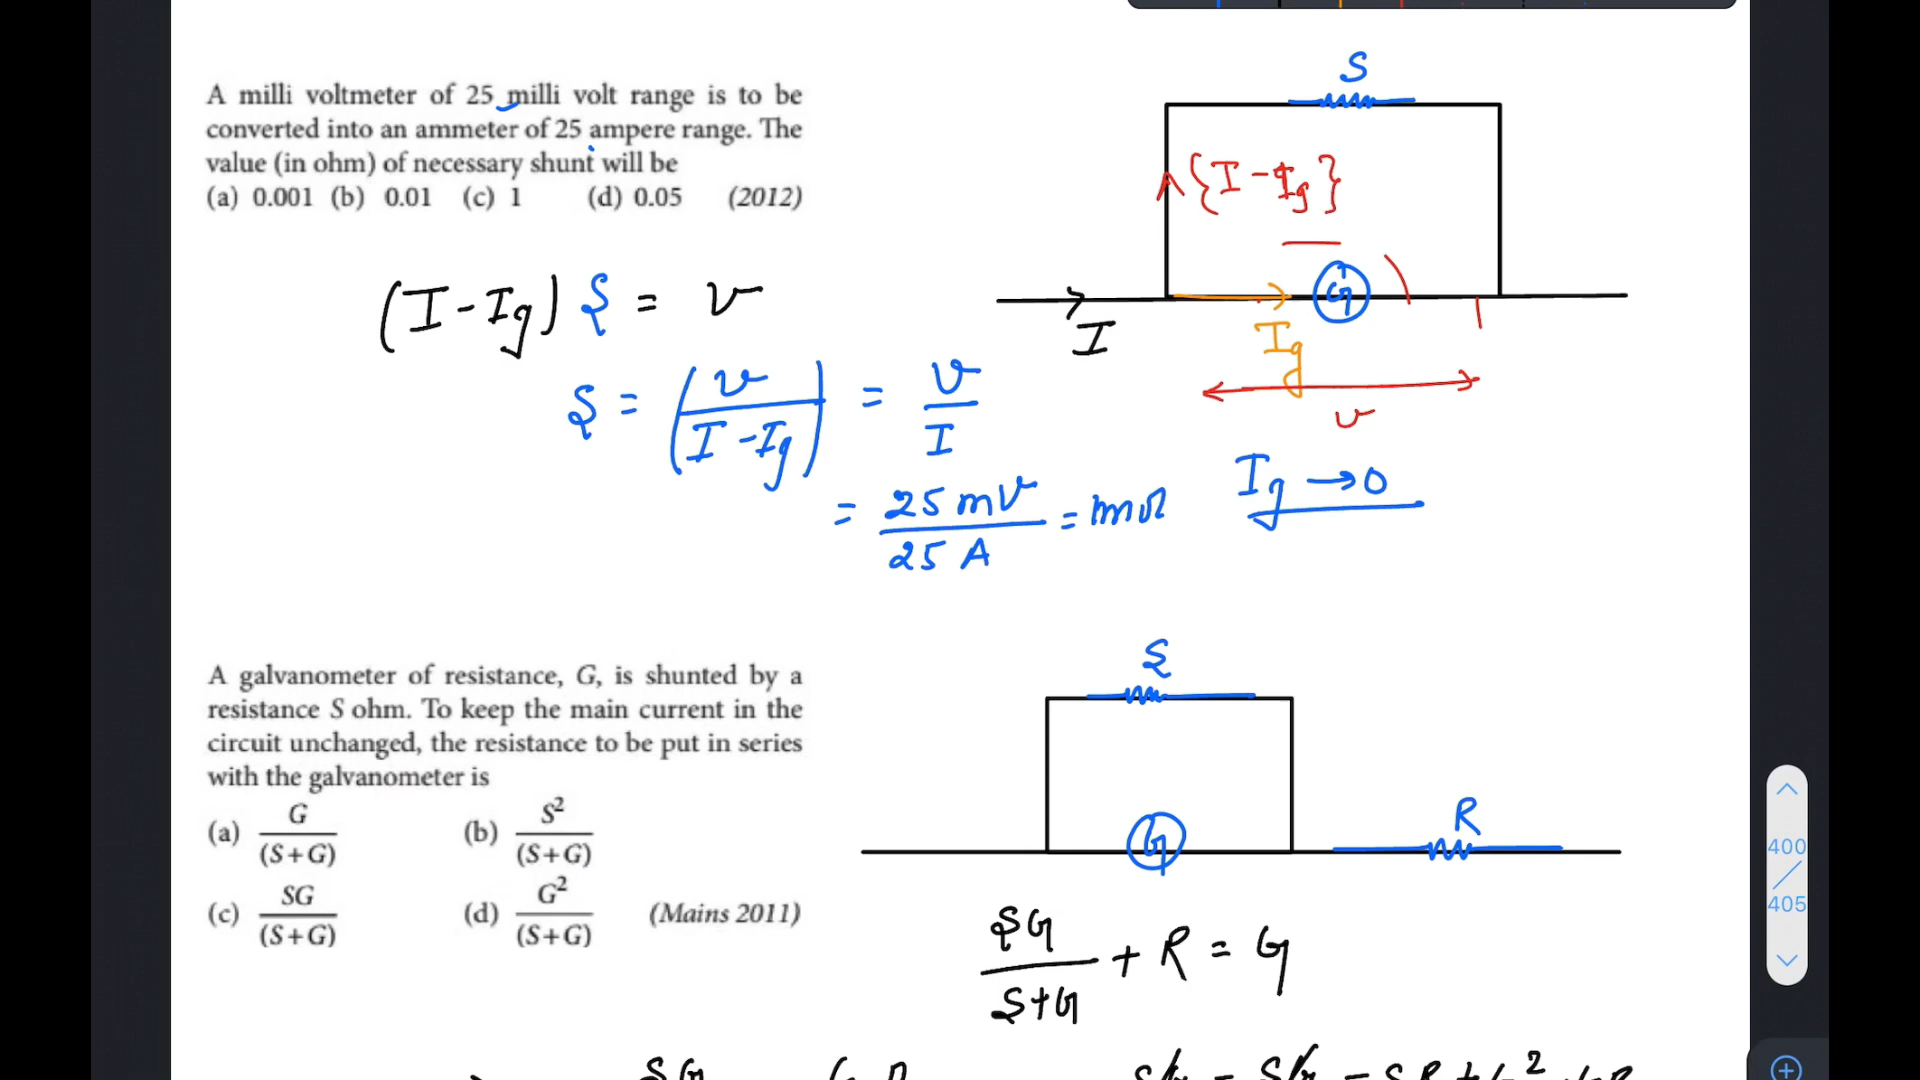 A milli voltmeter of 25 milli volt range is to be
converted into an ammeter of 25 ampere range. The
value (in ohm) of necessary shunt will be
(a) 0.001 (b) 0.01 (c) 1 (d) 0.05 (2012)
S
{I-Ig}
G
I
Ig
v
(I-Ig) S = v
S = (v/(I-Ig)) = v/I
= 25 mV/25 A = 1mΩ
Ig → 0
A galvanometer of resistance, G, is shunted by a
resistance S ohm. To keep the main current in the
circuit unchanged, the resistance to be put in series
with the galvanometer is
(a) G/(S+G) (b) S²/(S+G)
(c) SG/(S+G) (d) G²/(S+G) (Mains 2011)
S
G
R
SG/(S+G) + R = G
400
405